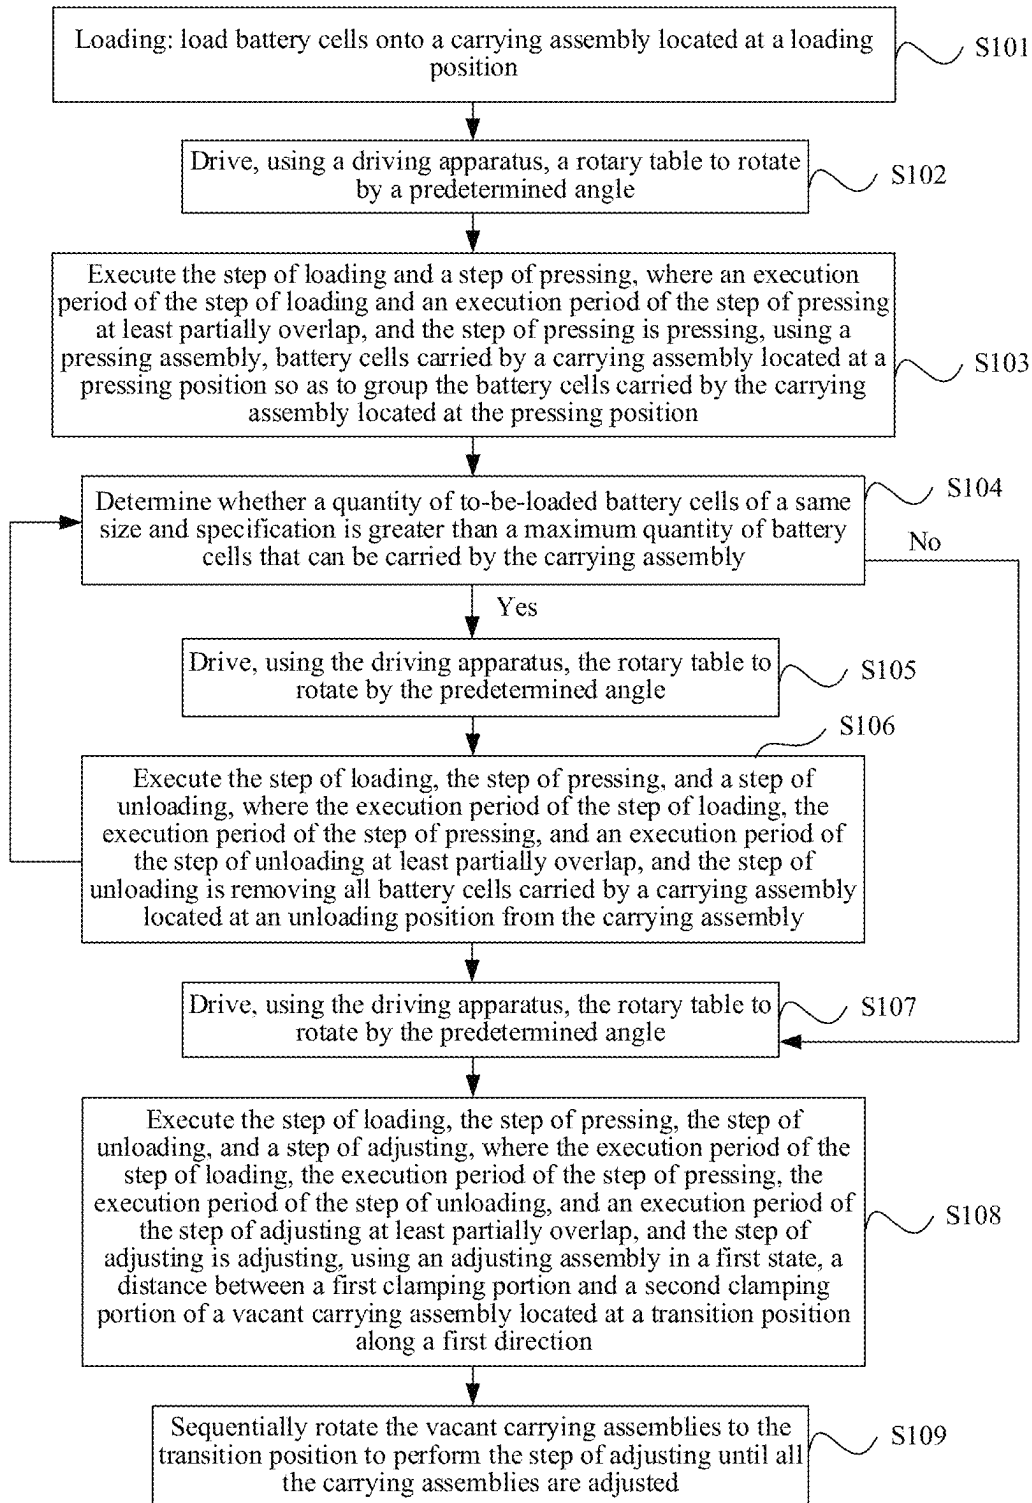 Loading: load battery cells onto a carrying assembly located at a loading
position
S101
Drive, using a driving apparatus, a rotary table to rotate
by a predetermined angle
S102
Execute the step of loading and a step of pressing, where an execution
period of the step of loading and an execution period of the step of pressing
at least partially overlap, and the step of pressing is pressing, using a
pressing assembly, battery cells carried by a carrying assembly located at a
pressing position so as to group the battery cells carried by the carrying
assembly located at the pressing position
S103
Determine whether a quantity of to-be-loaded battery cells of a same
size and specification is greater than a maximum quantity of battery
cells that can be carried by the carrying assembly
S104
No
Yes
Drive, using the driving apparatus, the rotary table to
rotate by the predetermined angle
S105
S106
Execute the step of loading, the step of pressing, and a step of
unloading, where the execution period of the step of loading, the
execution period of the step of pressing, and an execution period of
the step of unloading at least partially overlap, and the step of
unloading is removing all battery cells carried by a carrying assembly
located at an unloading position from the carrying assembly
Drive, using the driving apparatus, the rotary table to
rotate by the predetermined angle
S107
Execute the step of loading, the step of pressing, the step of
unloading, and a step of adjusting, where the execution period of the
step of loading, the execution period of the step of pressing, the
execution period of the step of unloading, and an execution period of
the step of adjusting at least partially overlap, and the step of
adjusting is adjusting, using an adjusting assembly in a first state, a
distance between a first clamping portion and a second clamping
portion of a vacant carrying assembly located at a transition position
along a first direction
S108
Sequentially rotate the vacant carrying assemblies to the
transition position to perform the step of adjusting until all
the carrying assemblies are adjusted
S109